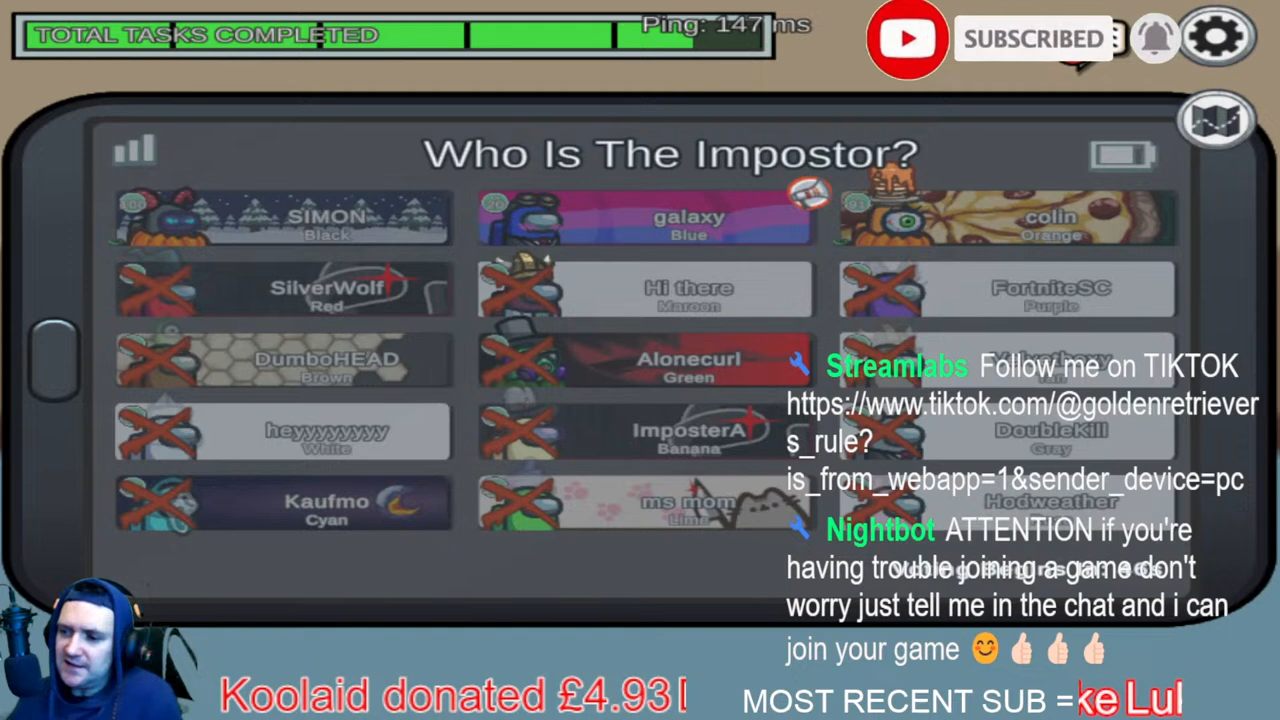 TOTAL TASKS COMPLETED
Ping: 147 ms
SUBSCRIBED
Who Is The Impostor?
SIMON
Black
galaxy
Blue
colin
Orange
SilverWolf
Red
Hi there
Maroon
FortniteSC
Purple
DumboHEAD
Brown
Alonecurl
Green
heyyyyyyyy
White
ImposterA
Banana
DoubleKill
Gray
Kaufmo
Cyan
ms mom
Lime
Hodweather
Streamlabs Follow me on TIKTOK
https://www.tiktok.com/@goldenretriever
s_rule?
is_from_webapp=1&sender_device=pc
Nightbot ATTENTION if you're
having trouble joining a game don't
worry just tell me in the chat and i can
join your game 😊👍🏻👍🏻👍🏻
Koolaid donated £4.93
MOST RECENT SUB = ke Lul